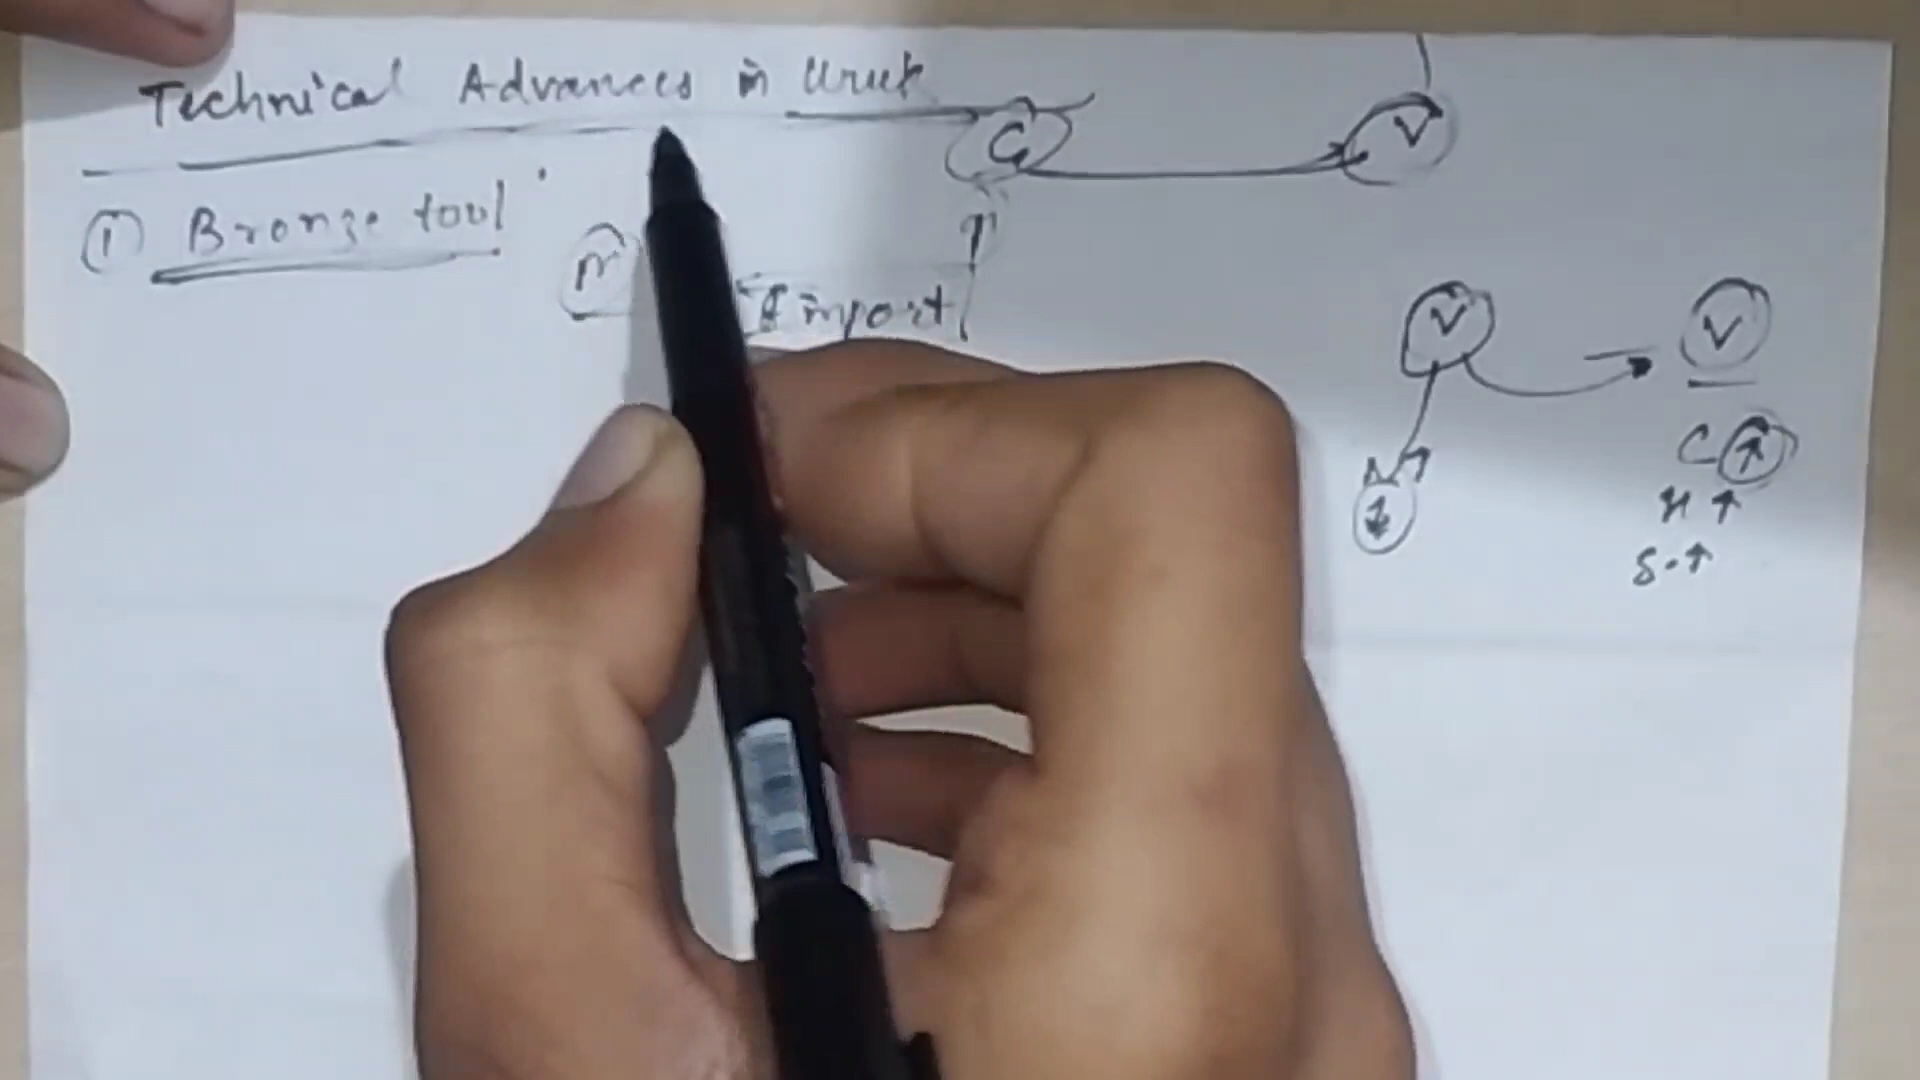 Technical Advances in Uruk
① Bronze tool
G
V
M
Import
V
V
C ↑
N ↑
H ↑
S. ↑